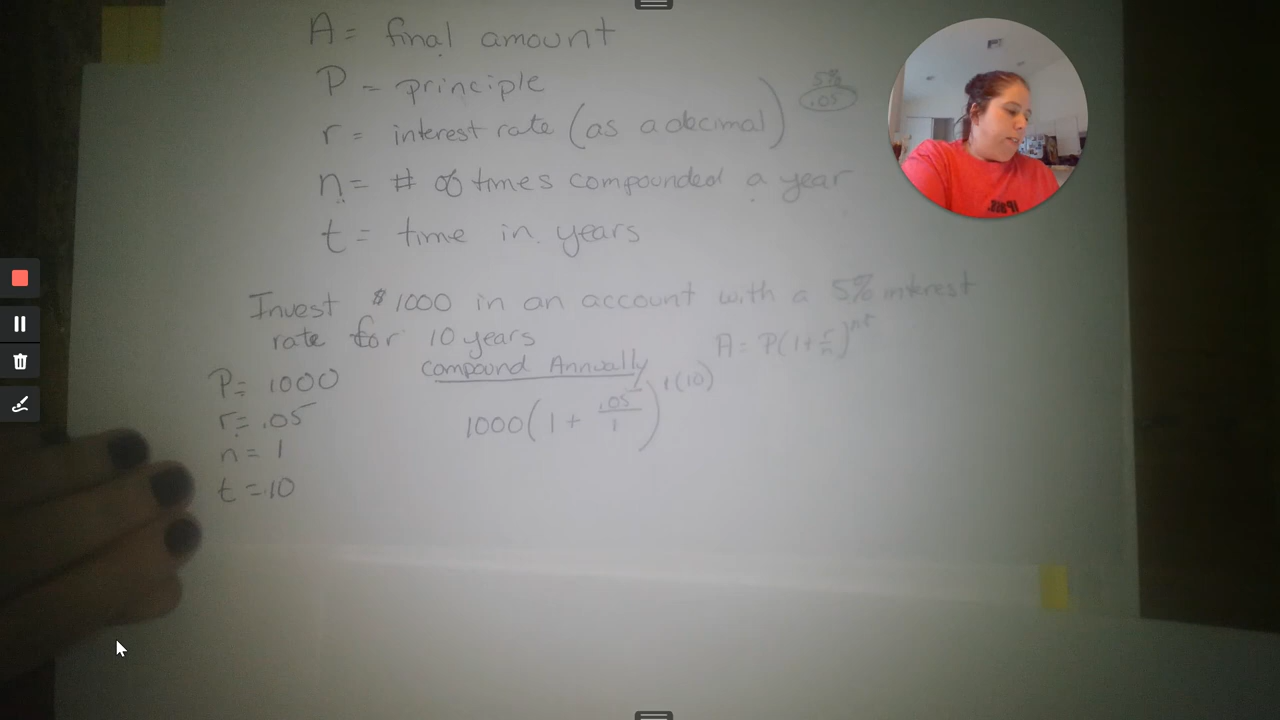 A = final amount
P = principle
r = interest rate (as a decimal)
5%
.05
n = # of times compounded a year
t = time in years
Invest $1000 in an account with a 5% interest
rate for 10 years
A = P(1 + r/n)^nt
Compound Annually
P = 1000
r = .05
n = 1
t = 10
1000(1 + .05/1)^1(10)